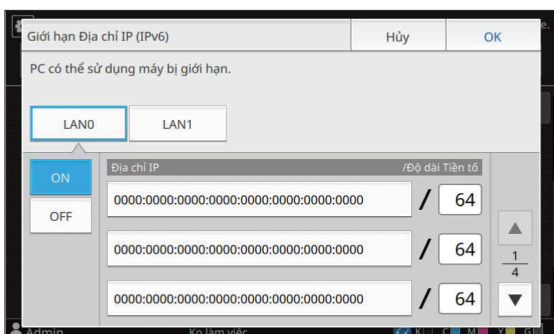 Giới hạn Địa chỉ IP (IPv6)
Hủy
OK
PC có thể sử dụng máy bị giới hạn.
LAN0
LAN1
ON
OFF
Địa chỉ IP
/Độ dài Tiền tố
0000:0000:0000:0000:0000:0000:0000:0000 / 64
0000:0000:0000:0000:0000:0000:0000:0000 / 64
0000:0000:0000:0000:0000:0000:0000:0000 / 64
1
4
Admin
Ko làm việc
K C M Y